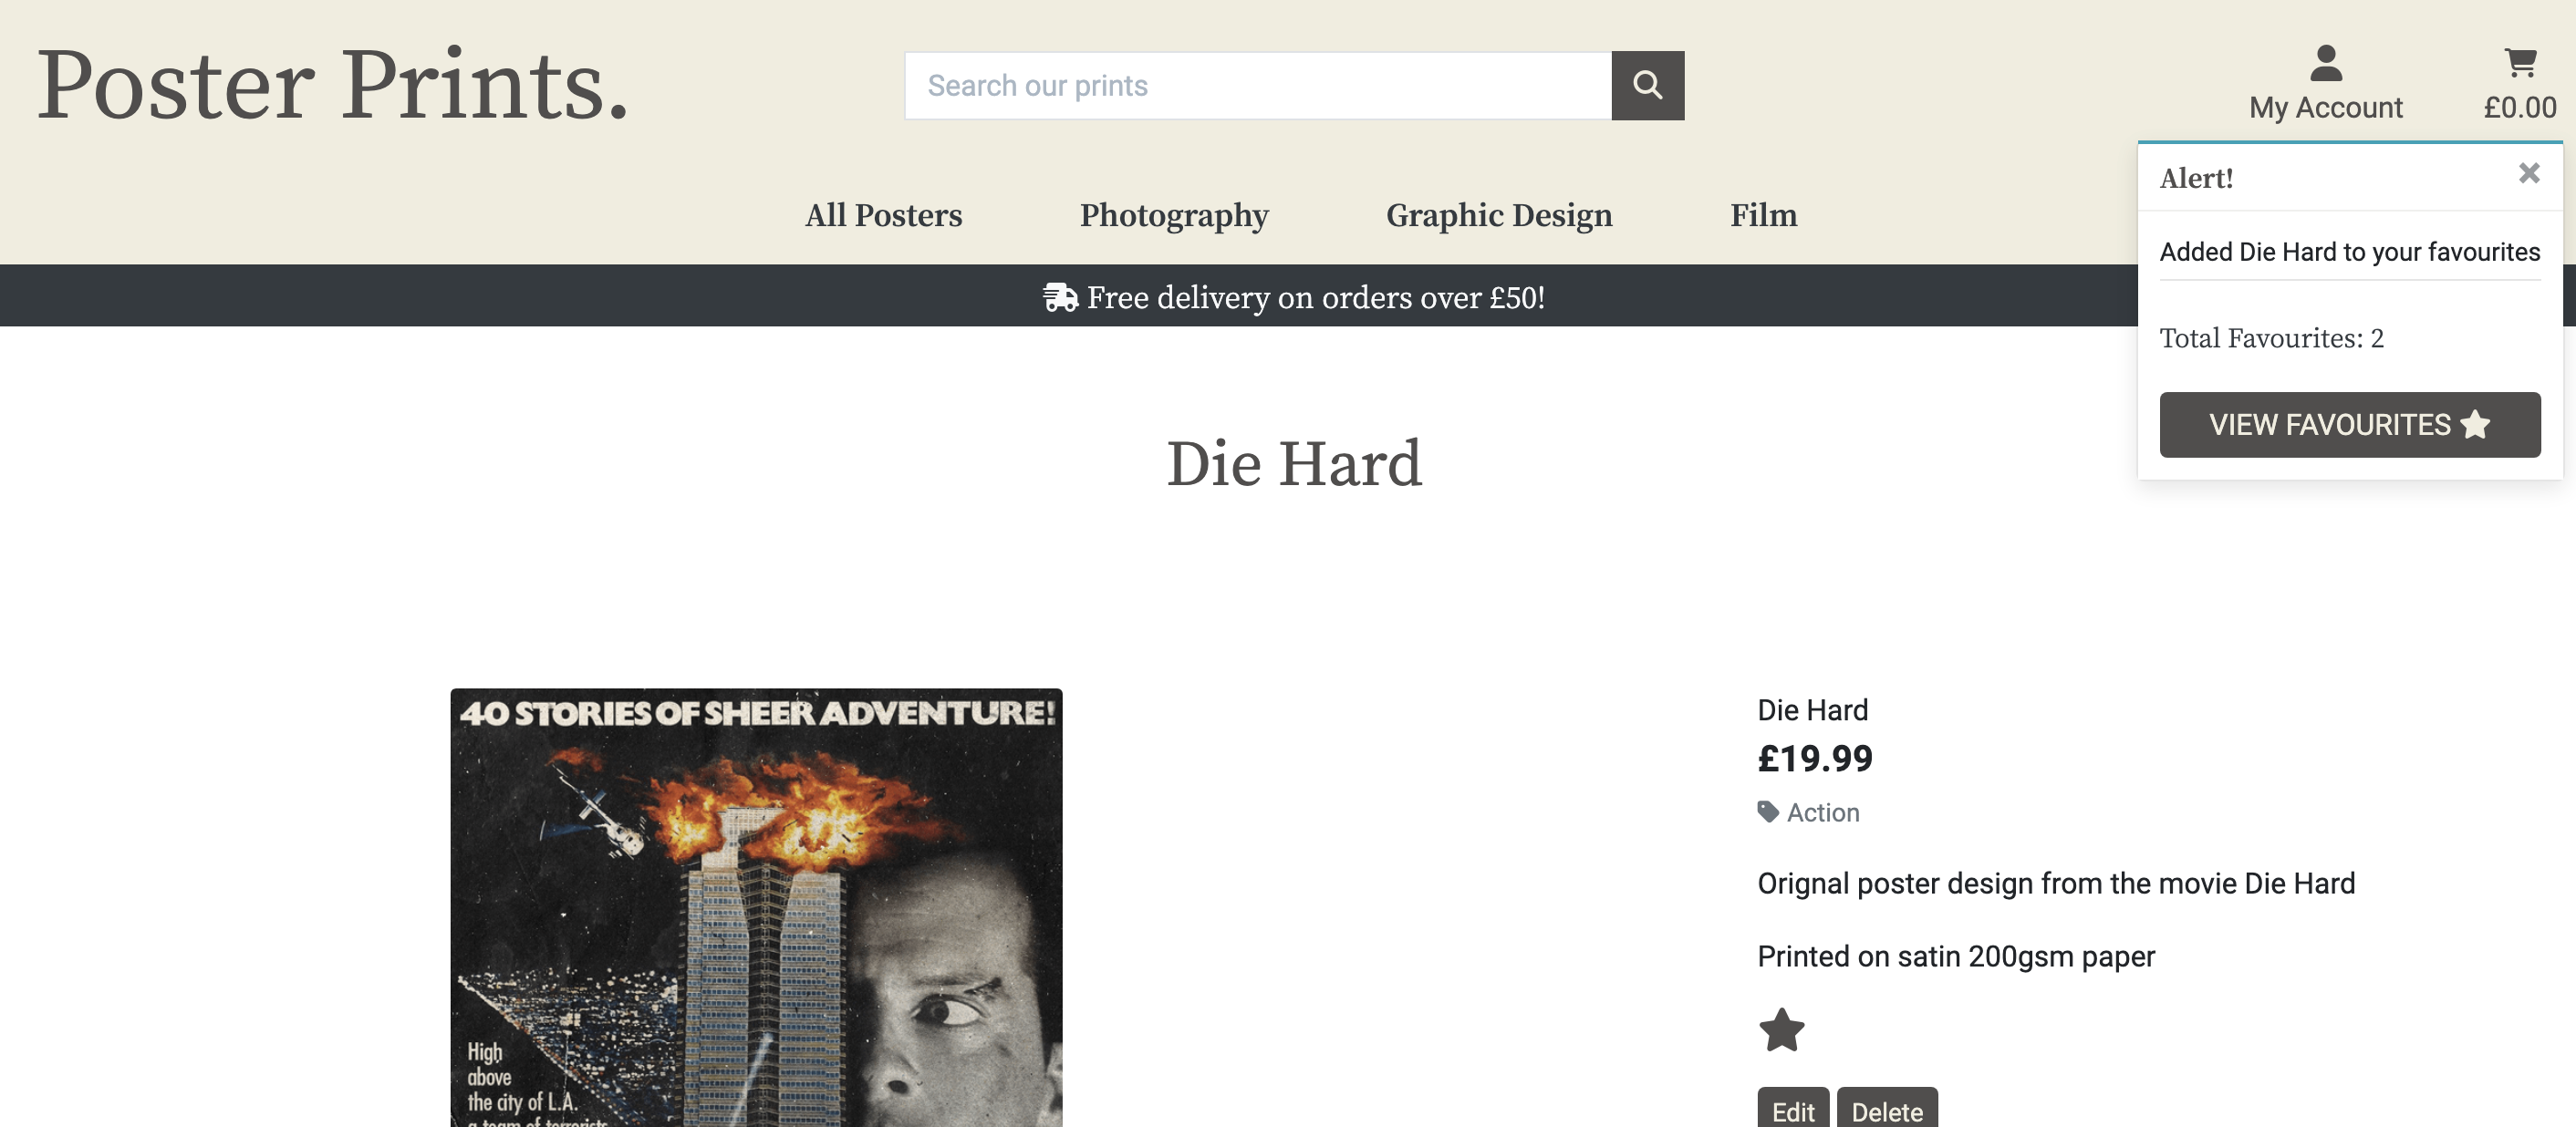 Poster Prints.
Search our prints
My Account
£0.00
All Posters
Photography
Graphic Design
Film
Free delivery on orders over £50!
Alert!
Added Die Hard to your favourites
Total Favourites: 2
VIEW FAVOURITES
Die Hard
40 STORIES OF SHEER ADVENTURE!
High
above
the city of L.A.
a team of terrorists
Die Hard
£19.99
Action
Orignal poster design from the movie Die Hard
Printed on satin 200gsm paper
Edit
Delete